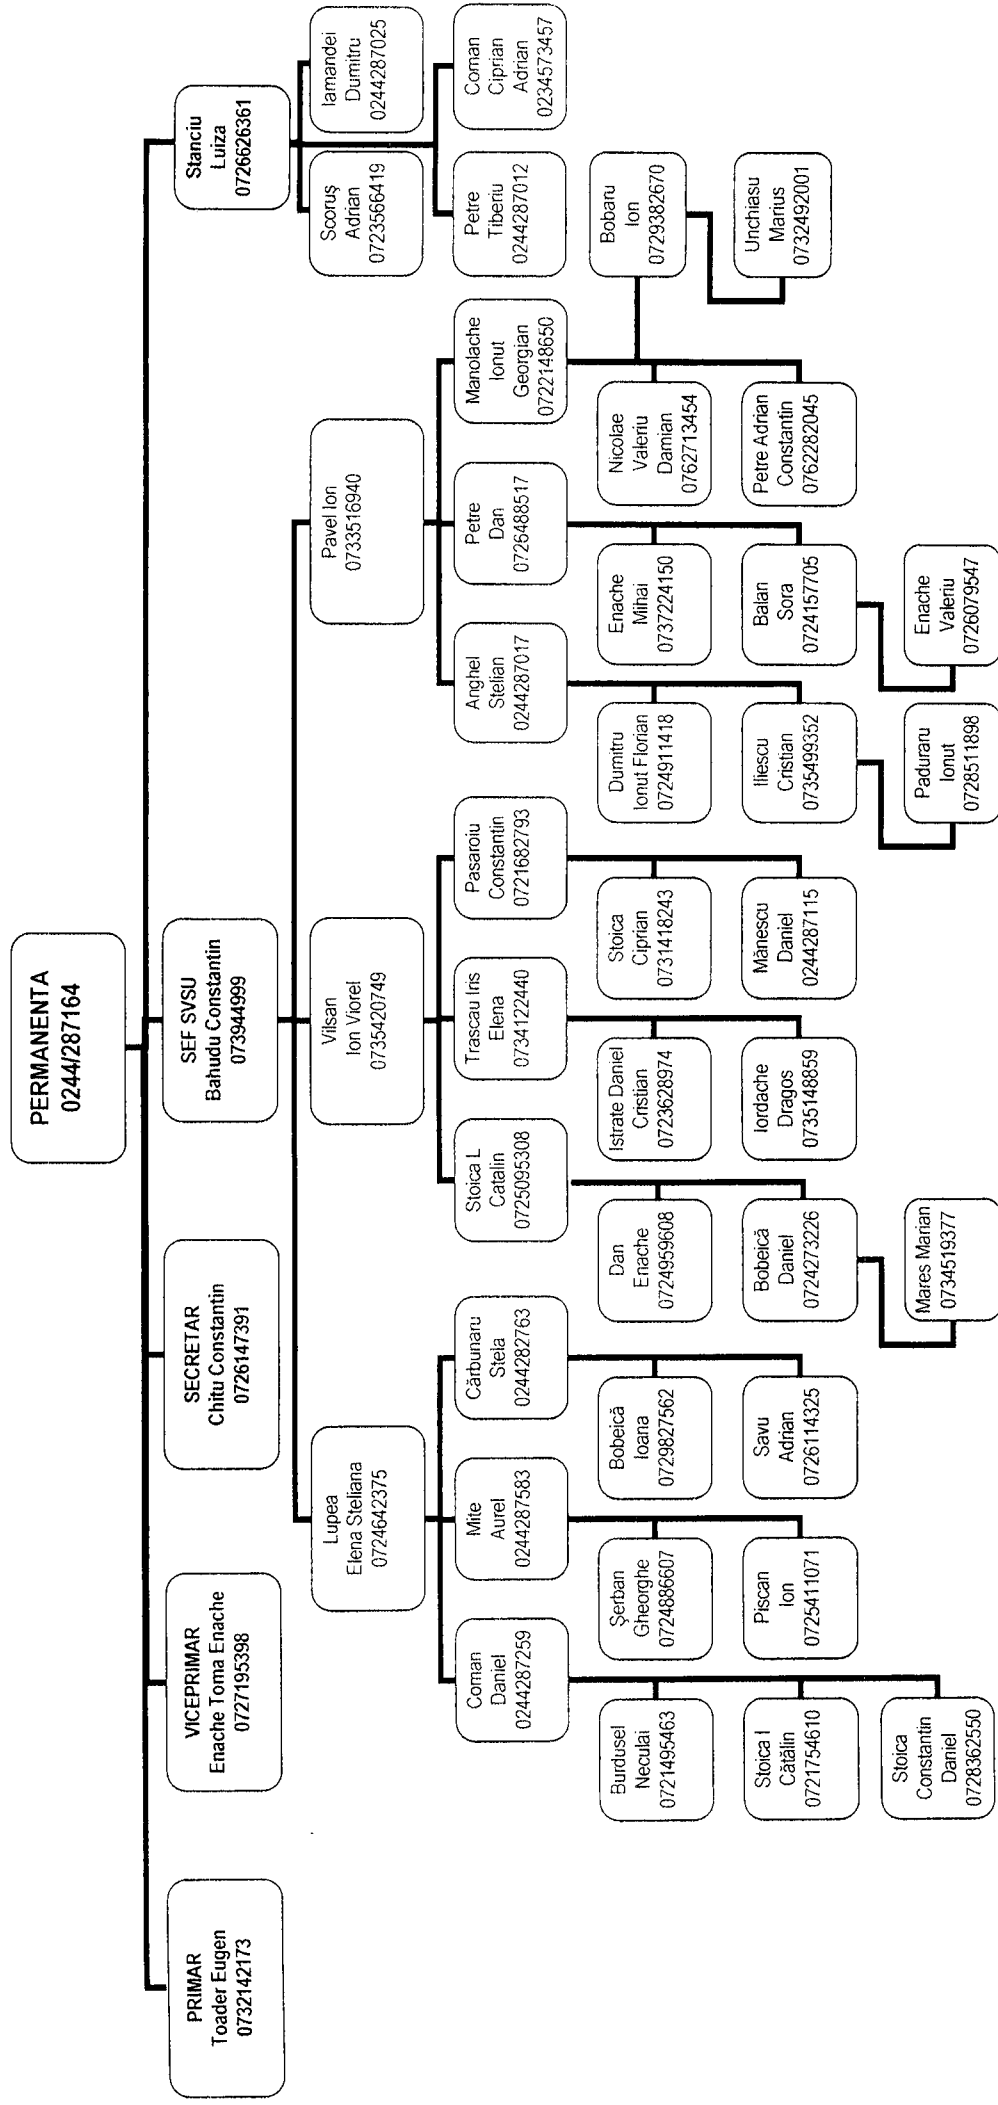 PERMANENTA
0244/287164
PRIMAR
Toader Eugen
0732142173
VICEPRIMAR
Enache Toma Enache
0727195398
SECRETAR
Chitu Constantin
0726147391
SEF SVSU
Bahudu Constantin
073944999
Stanciu
Luiza
0726626361
Lupea
Elena Steliana
0724642375
Vilsan
Ion Viorel
0735420749
Pavel Ion
0733516940
Scoruş
Adrian
0723566419
Iamandei
Dumitru
0244287025
Coman
Daniel
0244287259
Mite
Aurel
0244287583
Cărbunaru
Stela
0244282763
Stoica L
Catalin
0725095308
Trascau Iris
Elena
0734122440
Pasaroiu
Constantin
0721682793
Anghel
Stelian
0244287017
Petre
Dan
0726488517
Manolache
Ionut
Georgian
0722148650
Petre
Tiberiu
0244287012
Coman
Ciprian
Adrian
0234573457
Burdusel
Neculai
0721495463
Şerban
Gheorghe
0724886607
Bobeică
Ioana
0729827562
Dan
Enache
0724959608
Istrate Daniel
Cristian
0723628974
Stoica
Ciprian
0731418243
Dumitru
Ionut Florian
0724911418
Enache
Mihai
0737224150
Nicolae
Valeriu
Damian
0762713454
Bobaru
Ion
0729382670
Stoica I
Cătălin
0721754610
Piscan
Ion
0725411071
Savu
Adrian
0726114325
Bobeică
Daniel
0724273226
Iordache
Dragos
0735148859
Mănescu
Daniel
0244287115
Iliescu
Cristian
0735499352
Balan
Sora
0724157705
Petre Adrian
Constantin
0762282045
Unchiasu
Marius
0732492001
Stoica
Constantin
Daniel
0728362550
Mares Marian
0734519377
Paduraru
Ionut
0728511898
Enache
Valeriu
0726079547